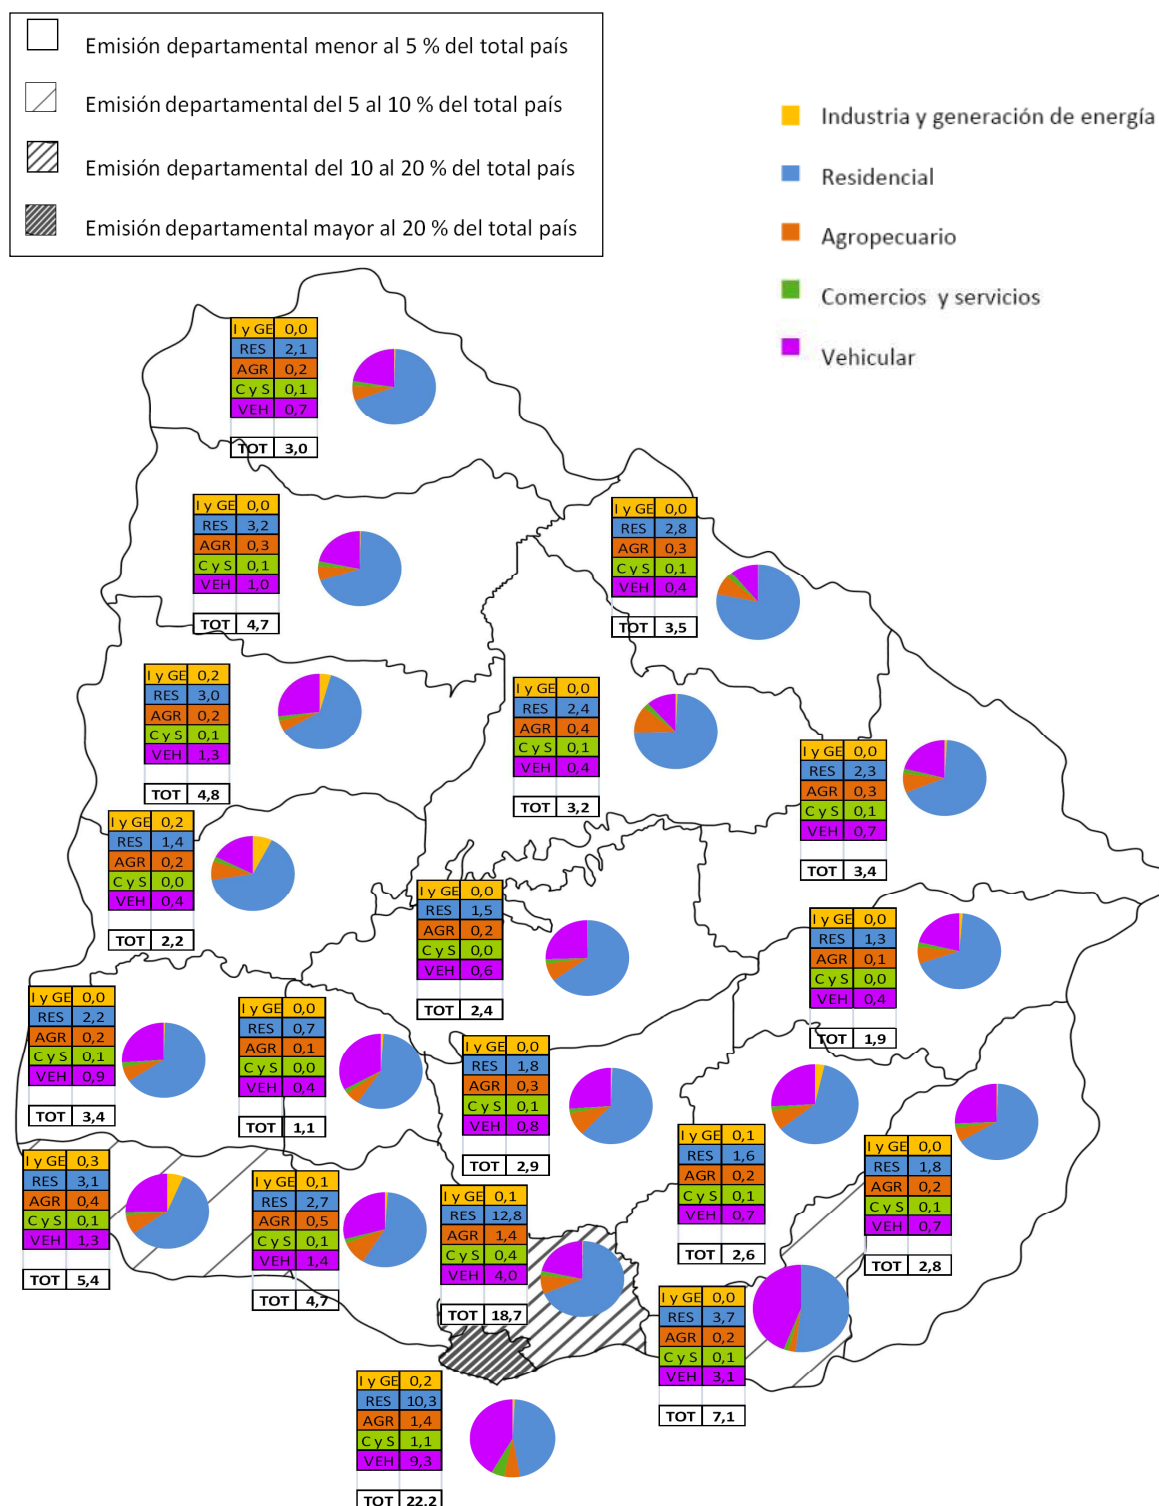 Emisión departamental menor al 5 % del total país
Emisión departamental del 5 al 10 % del total país
Emisión departamental del 10 al 20 % del total país
Emisión departamental mayor al 20 % del total país
Industria y generación de energía
Residencial
Agropecuario
Comercios y servicios
Vehicular
I y GE 0,0
RES 2,1
AGR 0,2
C y S 0,1
VEH 0,7
TOT 3,0
I y GE 0,0
RES 3,2
AGR 0,3
C y S 0,1
VEH 1,0
TOT 4,7
I y GE 0,0
RES 2,8
AGR 0,3
C y S 0,1
VEH 0,4
TOT 3,5
I y GE 0,2
RES 3,0
AGR 0,2
C y S 0,1
VEH 1,3
TOT 4,8
I y GE 0,0
RES 2,4
AGR 0,4
C y S 0,1
VEH 0,4
TOT 3,2
I y GE 0,0
RES 2,3
AGR 0,3
C y S 0,1
VEH 0,7
TOT 3,4
I y GE 0,2
RES 1,4
AGR 0,2
C y S 0,0
VEH 0,4
TOT 2,2
I y GE 0,0
RES 1,5
AGR 0,2
C y S 0,0
VEH 0,6
TOT 2,4
I y GE 0,0
RES 1,3
AGR 0,1
C y S 0,0
VEH 0,4
TOT 1,9
I y GE 0,0
RES 2,2
AGR 0,2
C y S 0,1
VEH 0,9
TOT 3,4
I y GE 0,0
RES 0,7
AGR 0,1
C y S 0,0
VEH 0,4
TOT 1,1
I y GE 0,0
RES 1,8
AGR 0,3
C y S 0,1
VEH 0,8
TOT 2,9
I y GE 0,1
RES 1,6
AGR 0,2
C y S 0,1
VEH 0,7
TOT 2,6
I y GE 0,0
RES 1,8
AGR 0,2
C y S 0,1
VEH 0,7
TOT 2,8
I y GE 0,3
RES 3,1
AGR 0,4
C y S 0,1
VEH 1,3
TOT 5,4
I y GE 0,1
RES 2,7
AGR 0,5
C y S 0,1
VEH 1,4
TOT 4,7
I y GE 0,1
RES 12,8
AGR 1,4
C y S 0,4
VEH 4,0
TOT 18,7
I y GE 0,0
RES 3,7
AGR 0,2
C y S 0,1
VEH 3,1
TOT 7,1
I y GE 0,2
RES 10,3
AGR 1,4
C y S 1,1
VEH 9,3
TOT 22,2